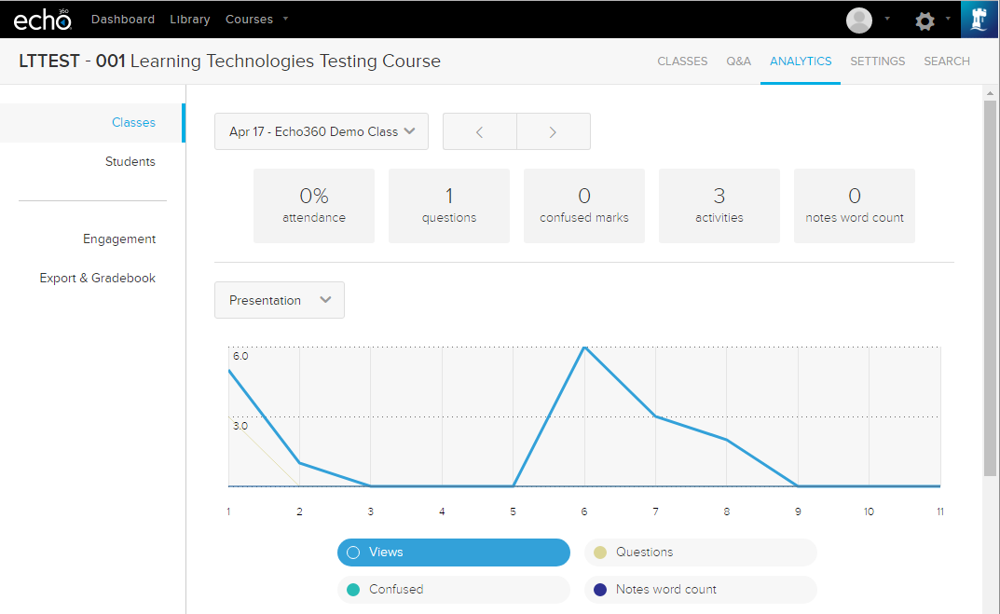 echo360 Dashboard Library Courses
LTTEST - 001 Learning Technologies Testing Course CLASSES Q&A ANALYTICS SETTINGS SEARCH
Classes
Students
Engagement
Export & Gradebook
Apr 17 - Echo360 Demo Class
0% 1 0 3 0
attendance questions confused marks activities notes word count
Presentation
6.0
3.0
1 2 3 4 5 6 7 8 9 10 11
Views Questions
Confused Notes word count